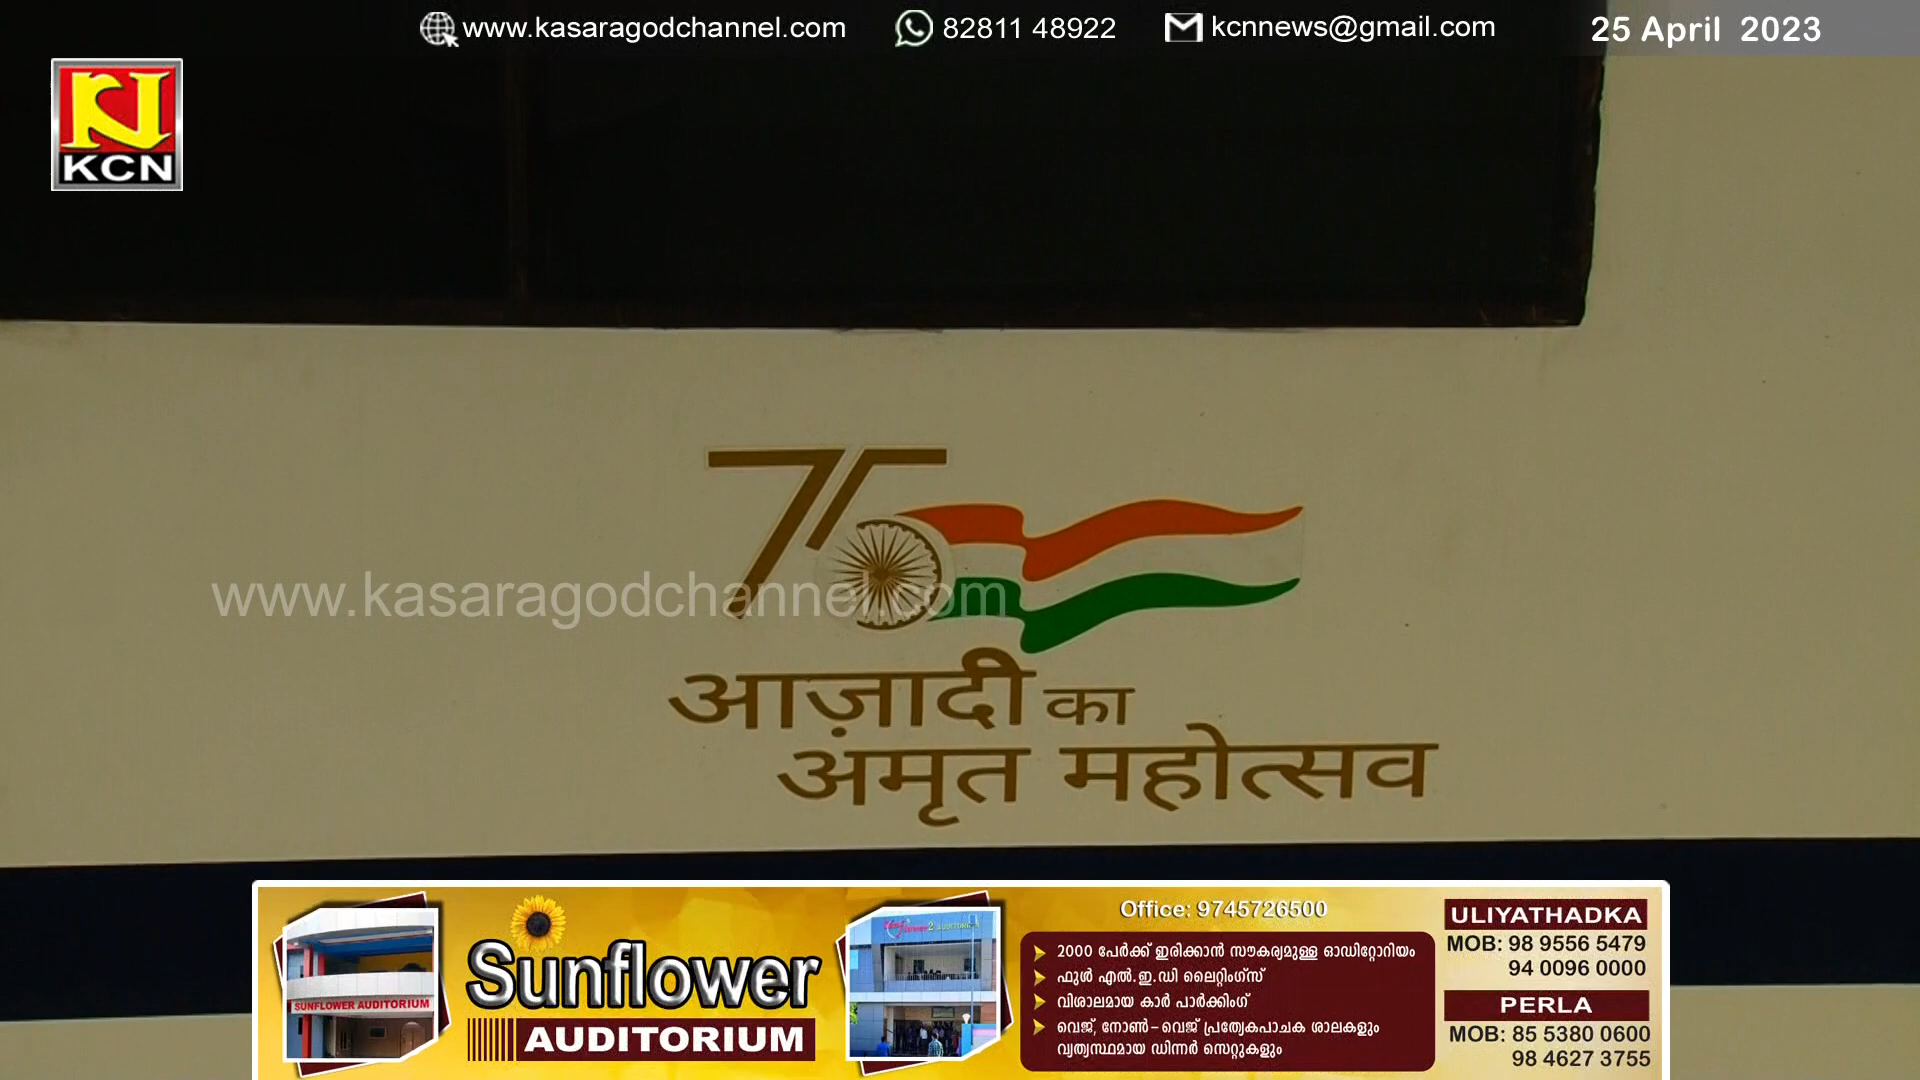 www.kasaragodchannel.com
82811 48922
kcnnews@gmail.com
25 April 2023
KCN
75
www.kasaragodchannel.com
आज़ादी का
अमृत महोत्सव
SUNFLOWER AUDITORIUM
Sunflower
AUDITORIUM
2 AUDITORIUM
Office: 9745726500
2000 പേർക്ക് ഇരിക്കാൻ സൗകര്യമുള്ള ഓഡിറ്റോറിയം
ഫുൾ എൽ.ഇ.ഡി ലൈറ്റിംഗ്സ്
വിശാലമായ കാർ പാർക്കിംഗ്
വെജ്, നോൺ-വെജ് പ്രത്യേകപാചക ശാലകളും
വ്യത്യസ്ഥമായ ഡിന്നർ സെറ്റുകളും
ULIYATHADKA
MOB: 98 9556 5479
94 0096 0000
PERLA
MOB: 85 5380 0600
98 4627 3755